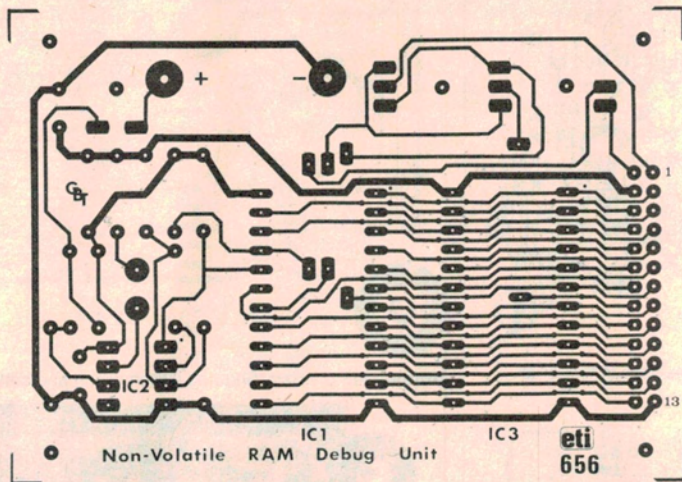 + -
1
GBT
IC2
13
IC1 IC3
Non-Volatile RAM Debug Unit
eti
656